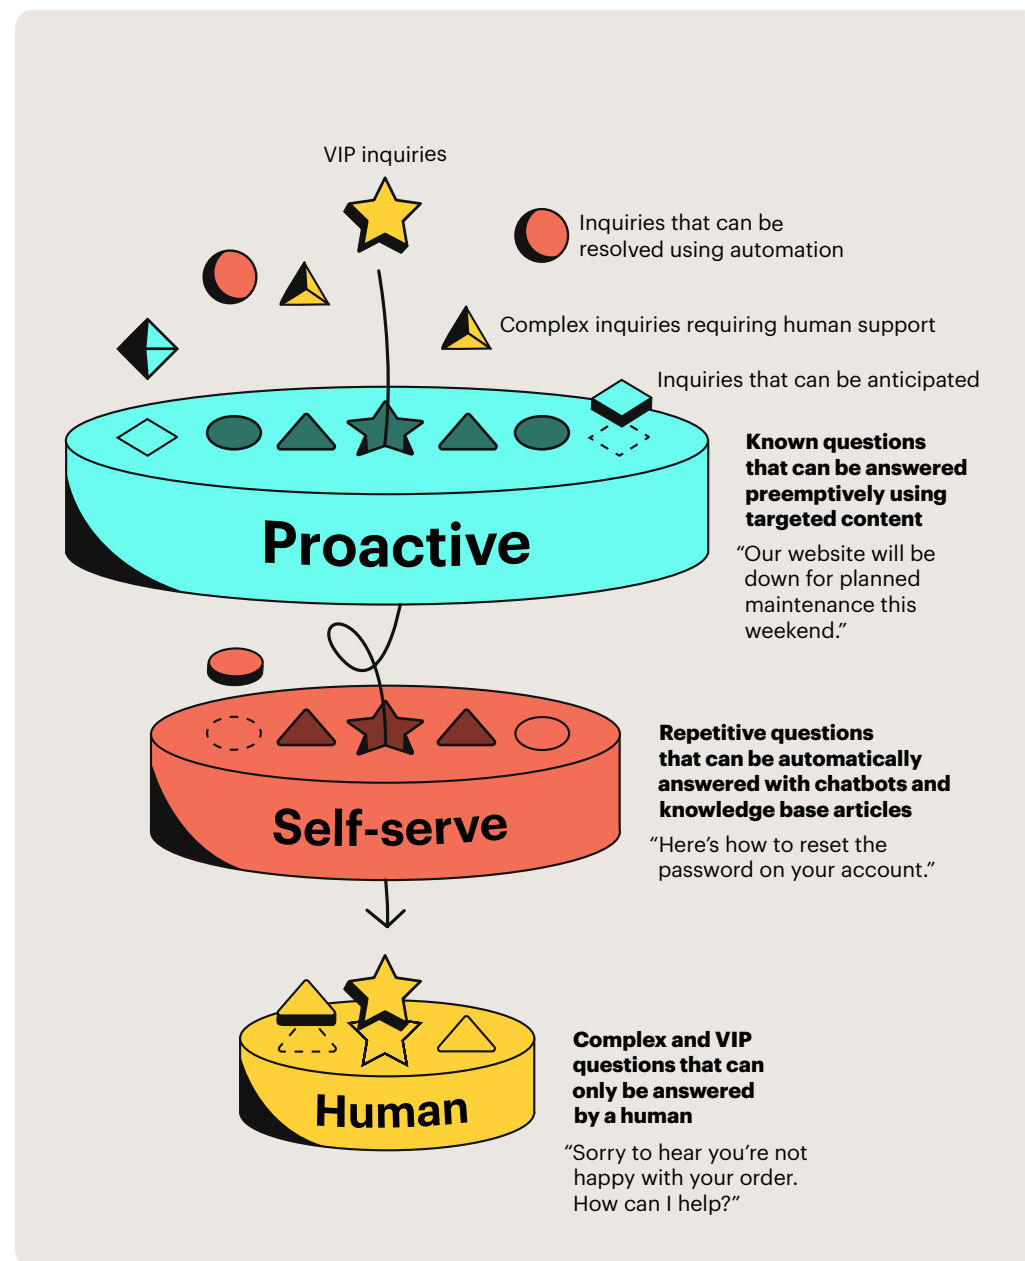 VIP inquiries
Inquiries that can be
resolved using automation
Complex inquiries requiring human support
Inquiries that can be anticipated
Known questions
that can be answered
preemptively using
targeted content
“Our website will be
down for planned
maintenance this
weekend.”
Proactive
Repetitive questions
that can be automatically
answered with chatbots and
knowledge base articles
“Here’s how to reset the
password on your account.”
Self-serve
Complex and VIP
questions that can
only be answered
by a human
“Sorry to hear you’re not
happy with your order.
How can I help?”
Human